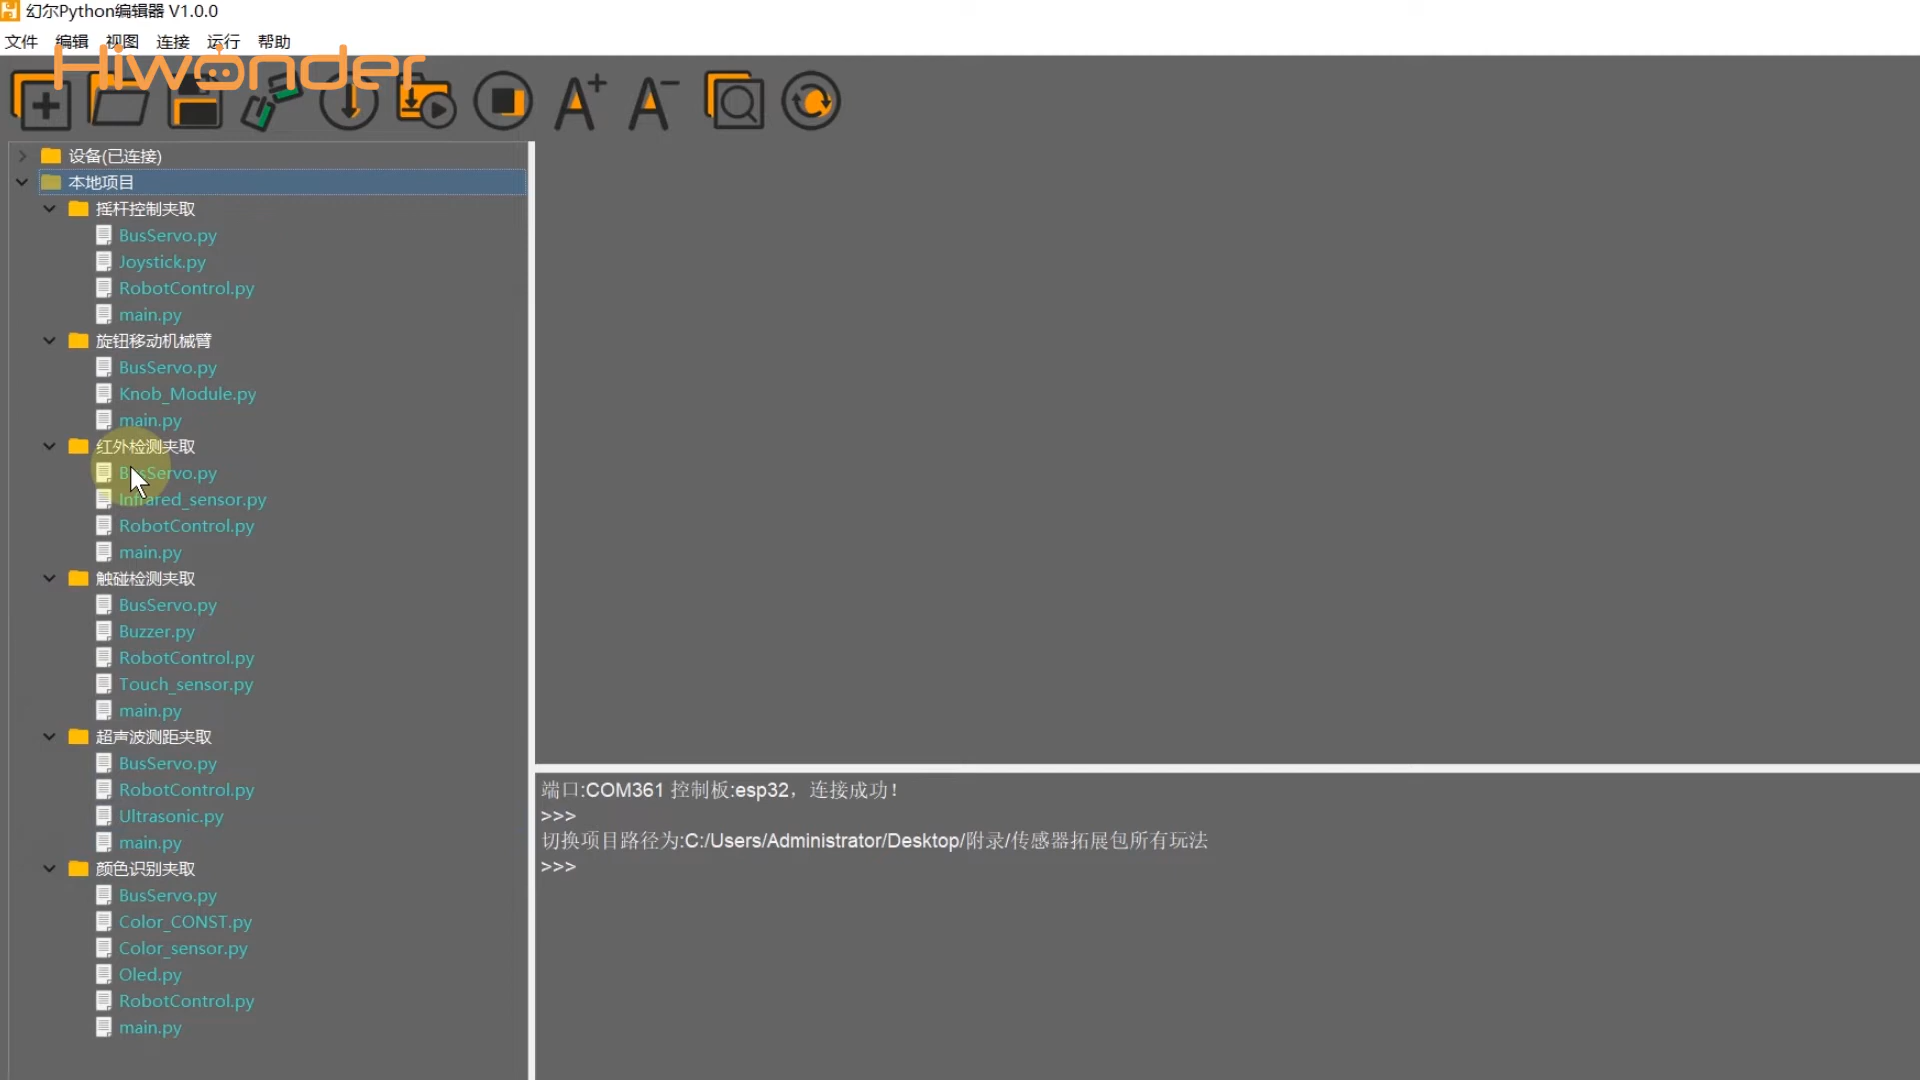 幻尔Python编辑器 V1.0.0
文件 编辑 视图 连接 运行 帮助
Hiwonder
设备(已连接)
本地项目
摇杆控制夹取
BusServo.py
Joystick.py
RobotControl.py
main.py
旋钮移动机械臂
BusServo.py
Knob_Module.py
main.py
红外检测夹取
BusServo.py
Infrared_sensor.py
RobotControl.py
main.py
触碰检测夹取
BusServo.py
Buzzer.py
RobotControl.py
Touch_sensor.py
main.py
超声波测距夹取
BusServo.py
RobotControl.py
Ultrasonic.py
main.py
颜色识别夹取
BusServo.py
Color_CONST.py
Color_sensor.py
Oled.py
RobotControl.py
main.py
端口:COM361 控制板:esp32，连接成功！
>>>
切换项目路径为:C:/Users/Administrator/Desktop/附录/传感器拓展包所有玩法
>>>